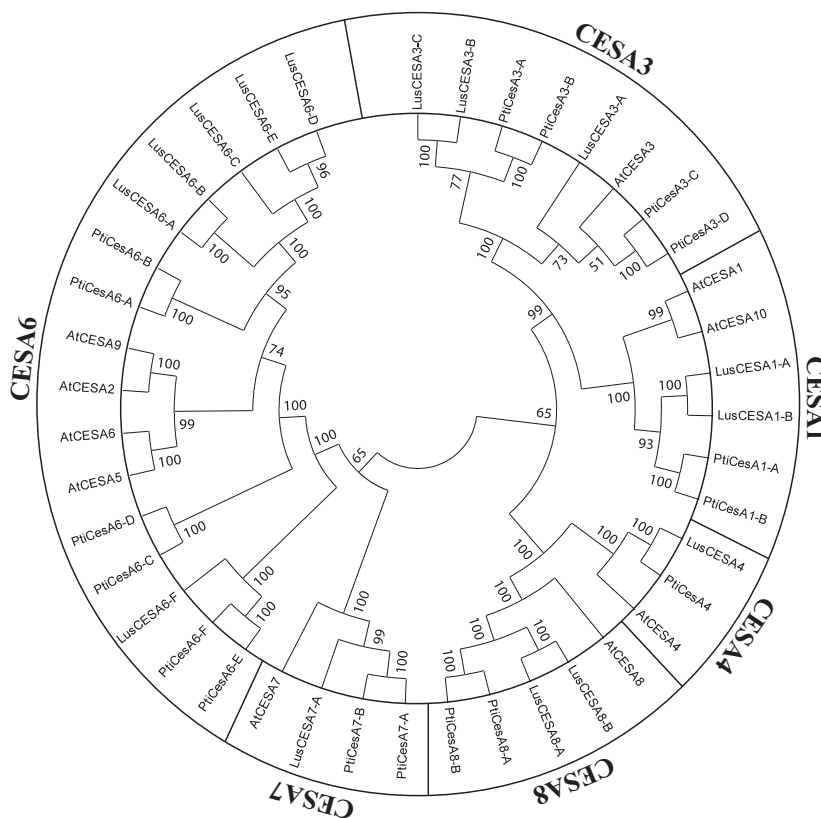 CESA3
LusCESA3-C
LusCESA3-B
PtiCesA3-A
PtiCesA3-B
LusCESA3-A
AtCESA3
PtiCesA3-C
PtiCesA3-D
CESA1
AtCESA1
AtCESA10
LusCESA1-A
LusCESA1-B
PtiCesA1-A
PtiCesA1-B
CESA4
LusCESA4
PtiCesA4
AtCESA4
CESA8
AtCESA8
LusCESA8-B
LusCESA8-A
PtiCesA8-A
PtiCesA8-B
CESA7
PtiCesA7-A
PtiCesA7-B
LusCESA7-A
AtCESA7
CESA6
PtiCesA6-E
PtiCesA6-F
LusCESA6-F
PtiCesA6-C
PtiCesA6-D
AtCESA5
AtCESA6
AtCESA2
AtCESA9
PtiCesA6-A
PtiCesA6-B
LusCESA6-A
LusCESA6-B
LusCESA6-C
LusCESA6-E
LusCESA6-D
100
77
100
100
73
51
100
99
99
100
100
93
100
65
100
100
100
100
100
100
100
100
99
100
65
100
100
100
100
100
74
99
100
100
95
100
100
100
100
96